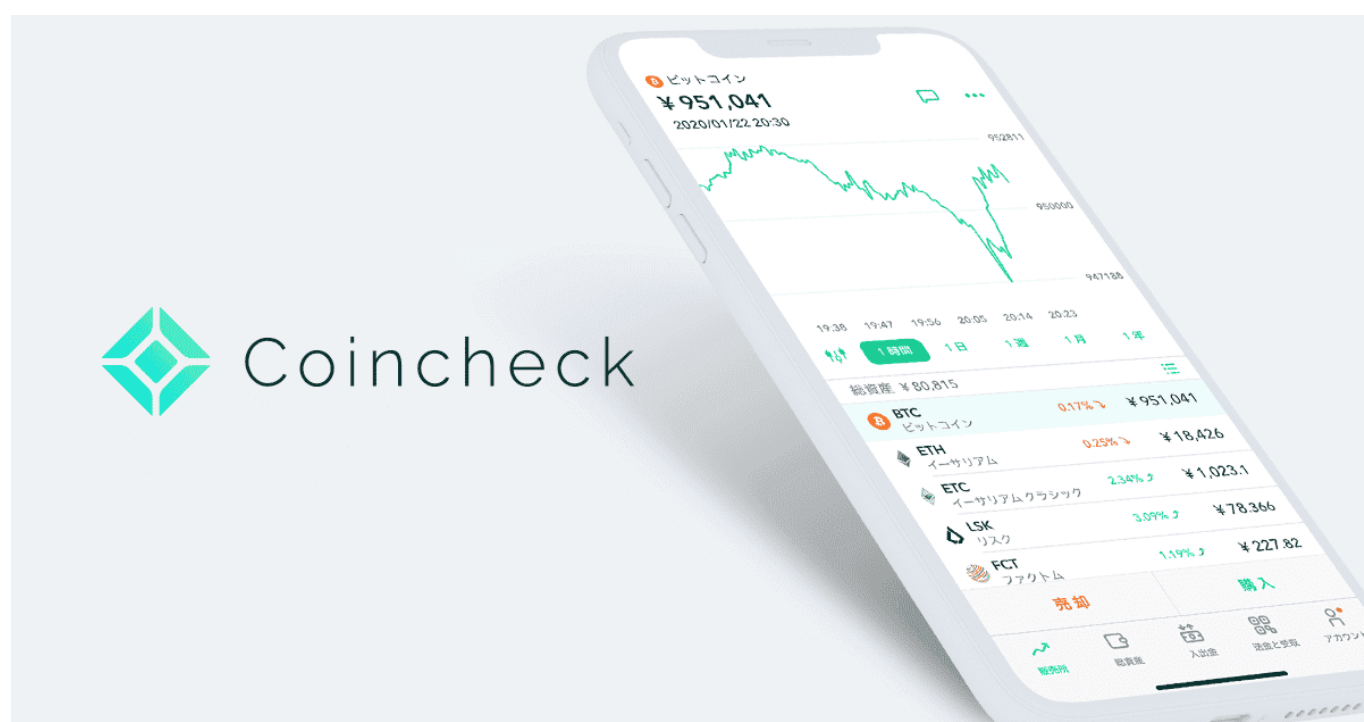 Coincheck
ビットコイン
¥951,041
2020/01/22 20:30
952811
950000
947188
19:38 19:47 19:56 20:05 20:14 20:23
1時間 1日 1週 1月 1年
総資産 ¥80,815
BTC 0.17% ¥951,041
ビットコイン
ETH 0.25% ¥18,426
イーサリアム
ETC 2.34% ¥1,023.1
イーサリアムクラシック
LSK 3.09% ¥78.366
リスク
FCT 1.19% ¥227.82
ファクトム
売却 購入
販売所 総資産 入出金 送金と受取 アカウント